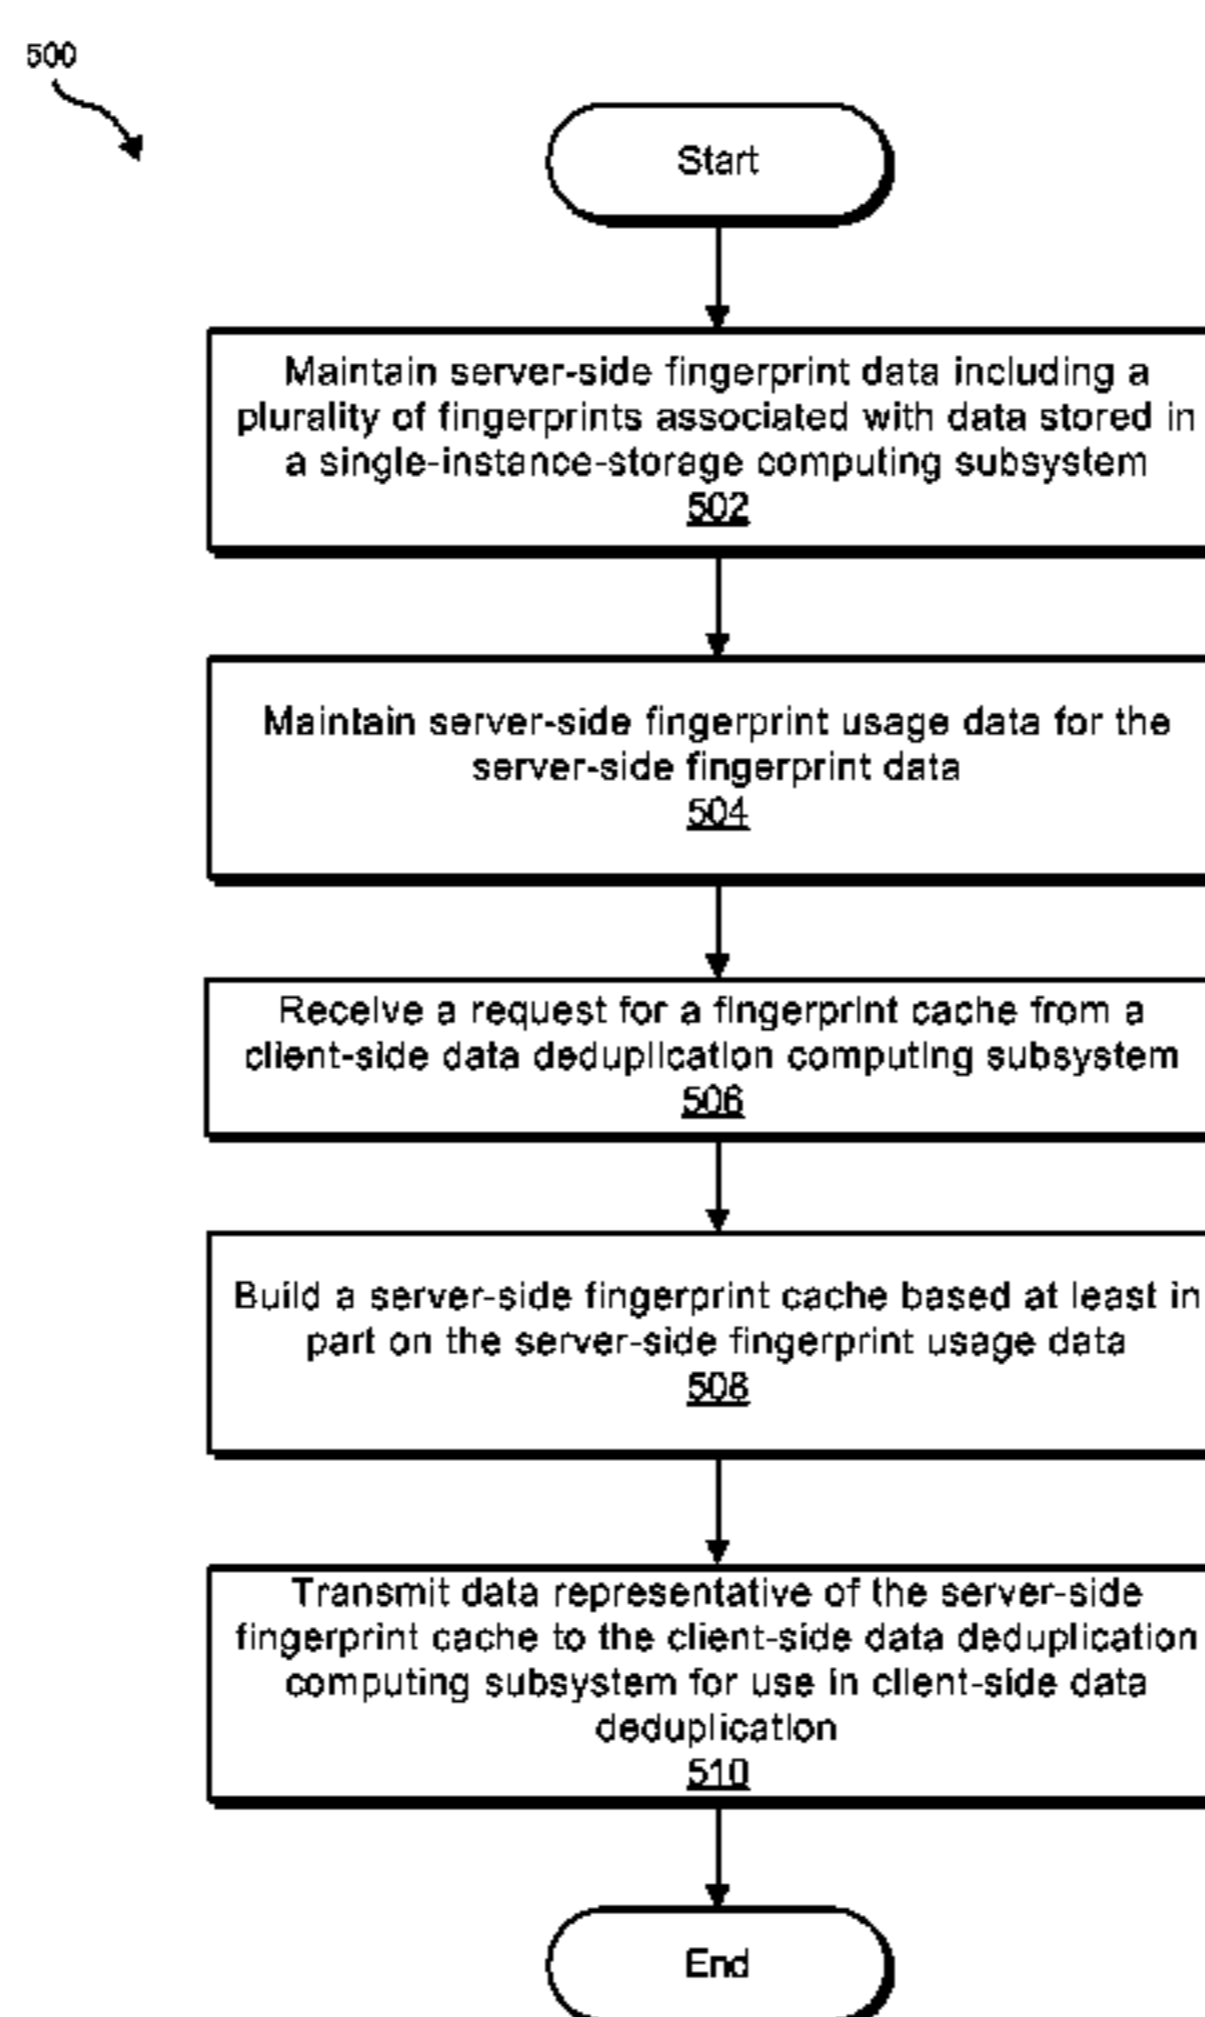 500
Start
Maintain server-side fingerprint data including a
plurality of fingerprints associated with data stored in
a single-instance-storage computing subsystem
502
Maintain server-side fingerprint usage data for the
server-side fingerprint data
504
Receive a request for a fingerprint cache from a
client-side data deduplication computing subsystem
506
Build a server-side fingerprint cache based at least in
part on the server-side fingerprint usage data
508
Transmit data representative of the server-side
fingerprint cache to the client-side data deduplication
computing subsystem for use in client-side data
deduplication
510
End